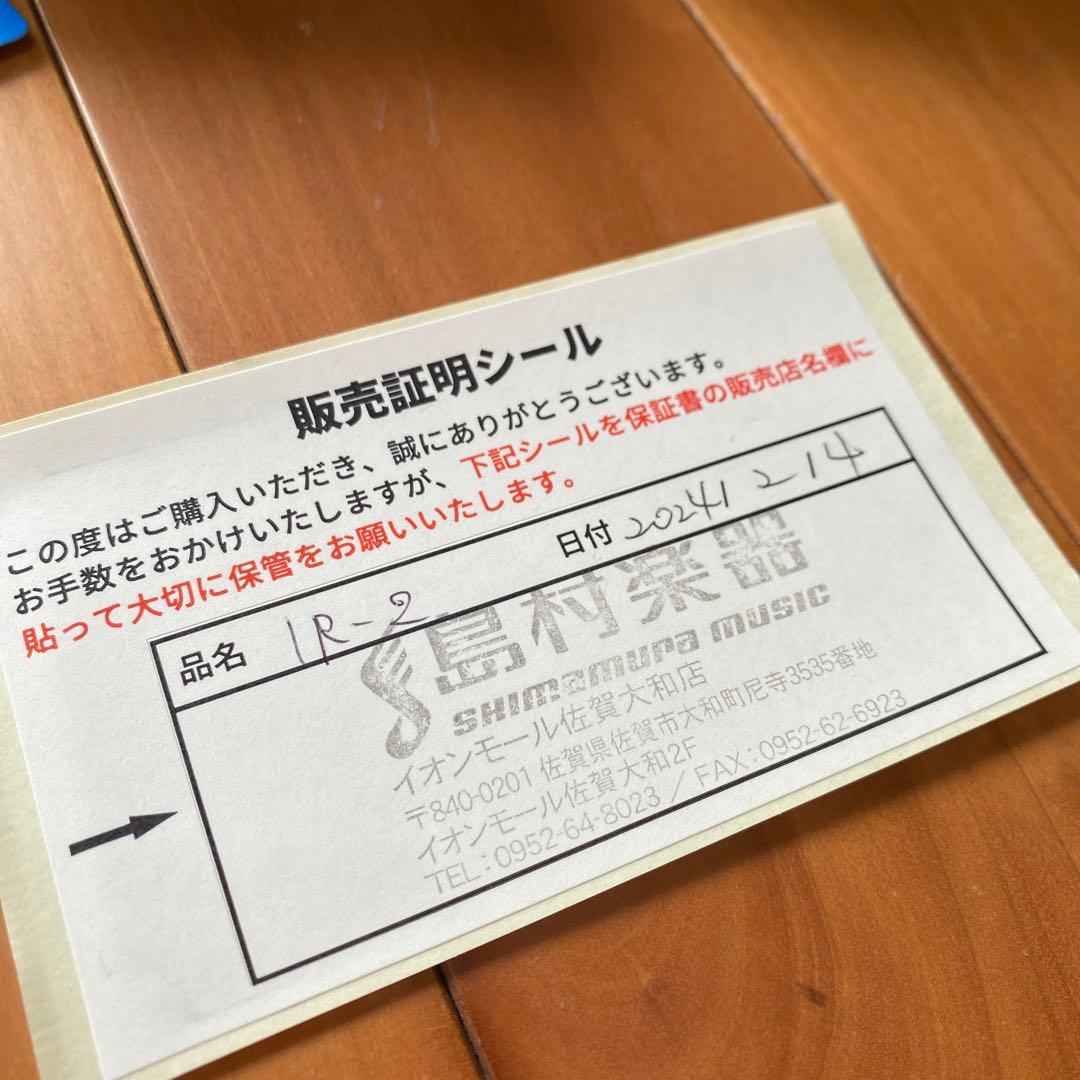 販売証明シール
この度はご購入いただき、誠にありがとうございます。
お手数をおかけいたしますが、下記シールを保証書の販売店名欄に
貼って大切に保管をお願いいたします。
品名 IR-2 日付 2024/2/14
島村楽器
SHIMAMURA MUSIC
イオンモール佐賀大和店
〒840-0201 佐賀県佐賀市大和町尼寺3535番地
イオンモール佐賀大和2F
TEL:0952-64-8023/FAX:0952-62-6923